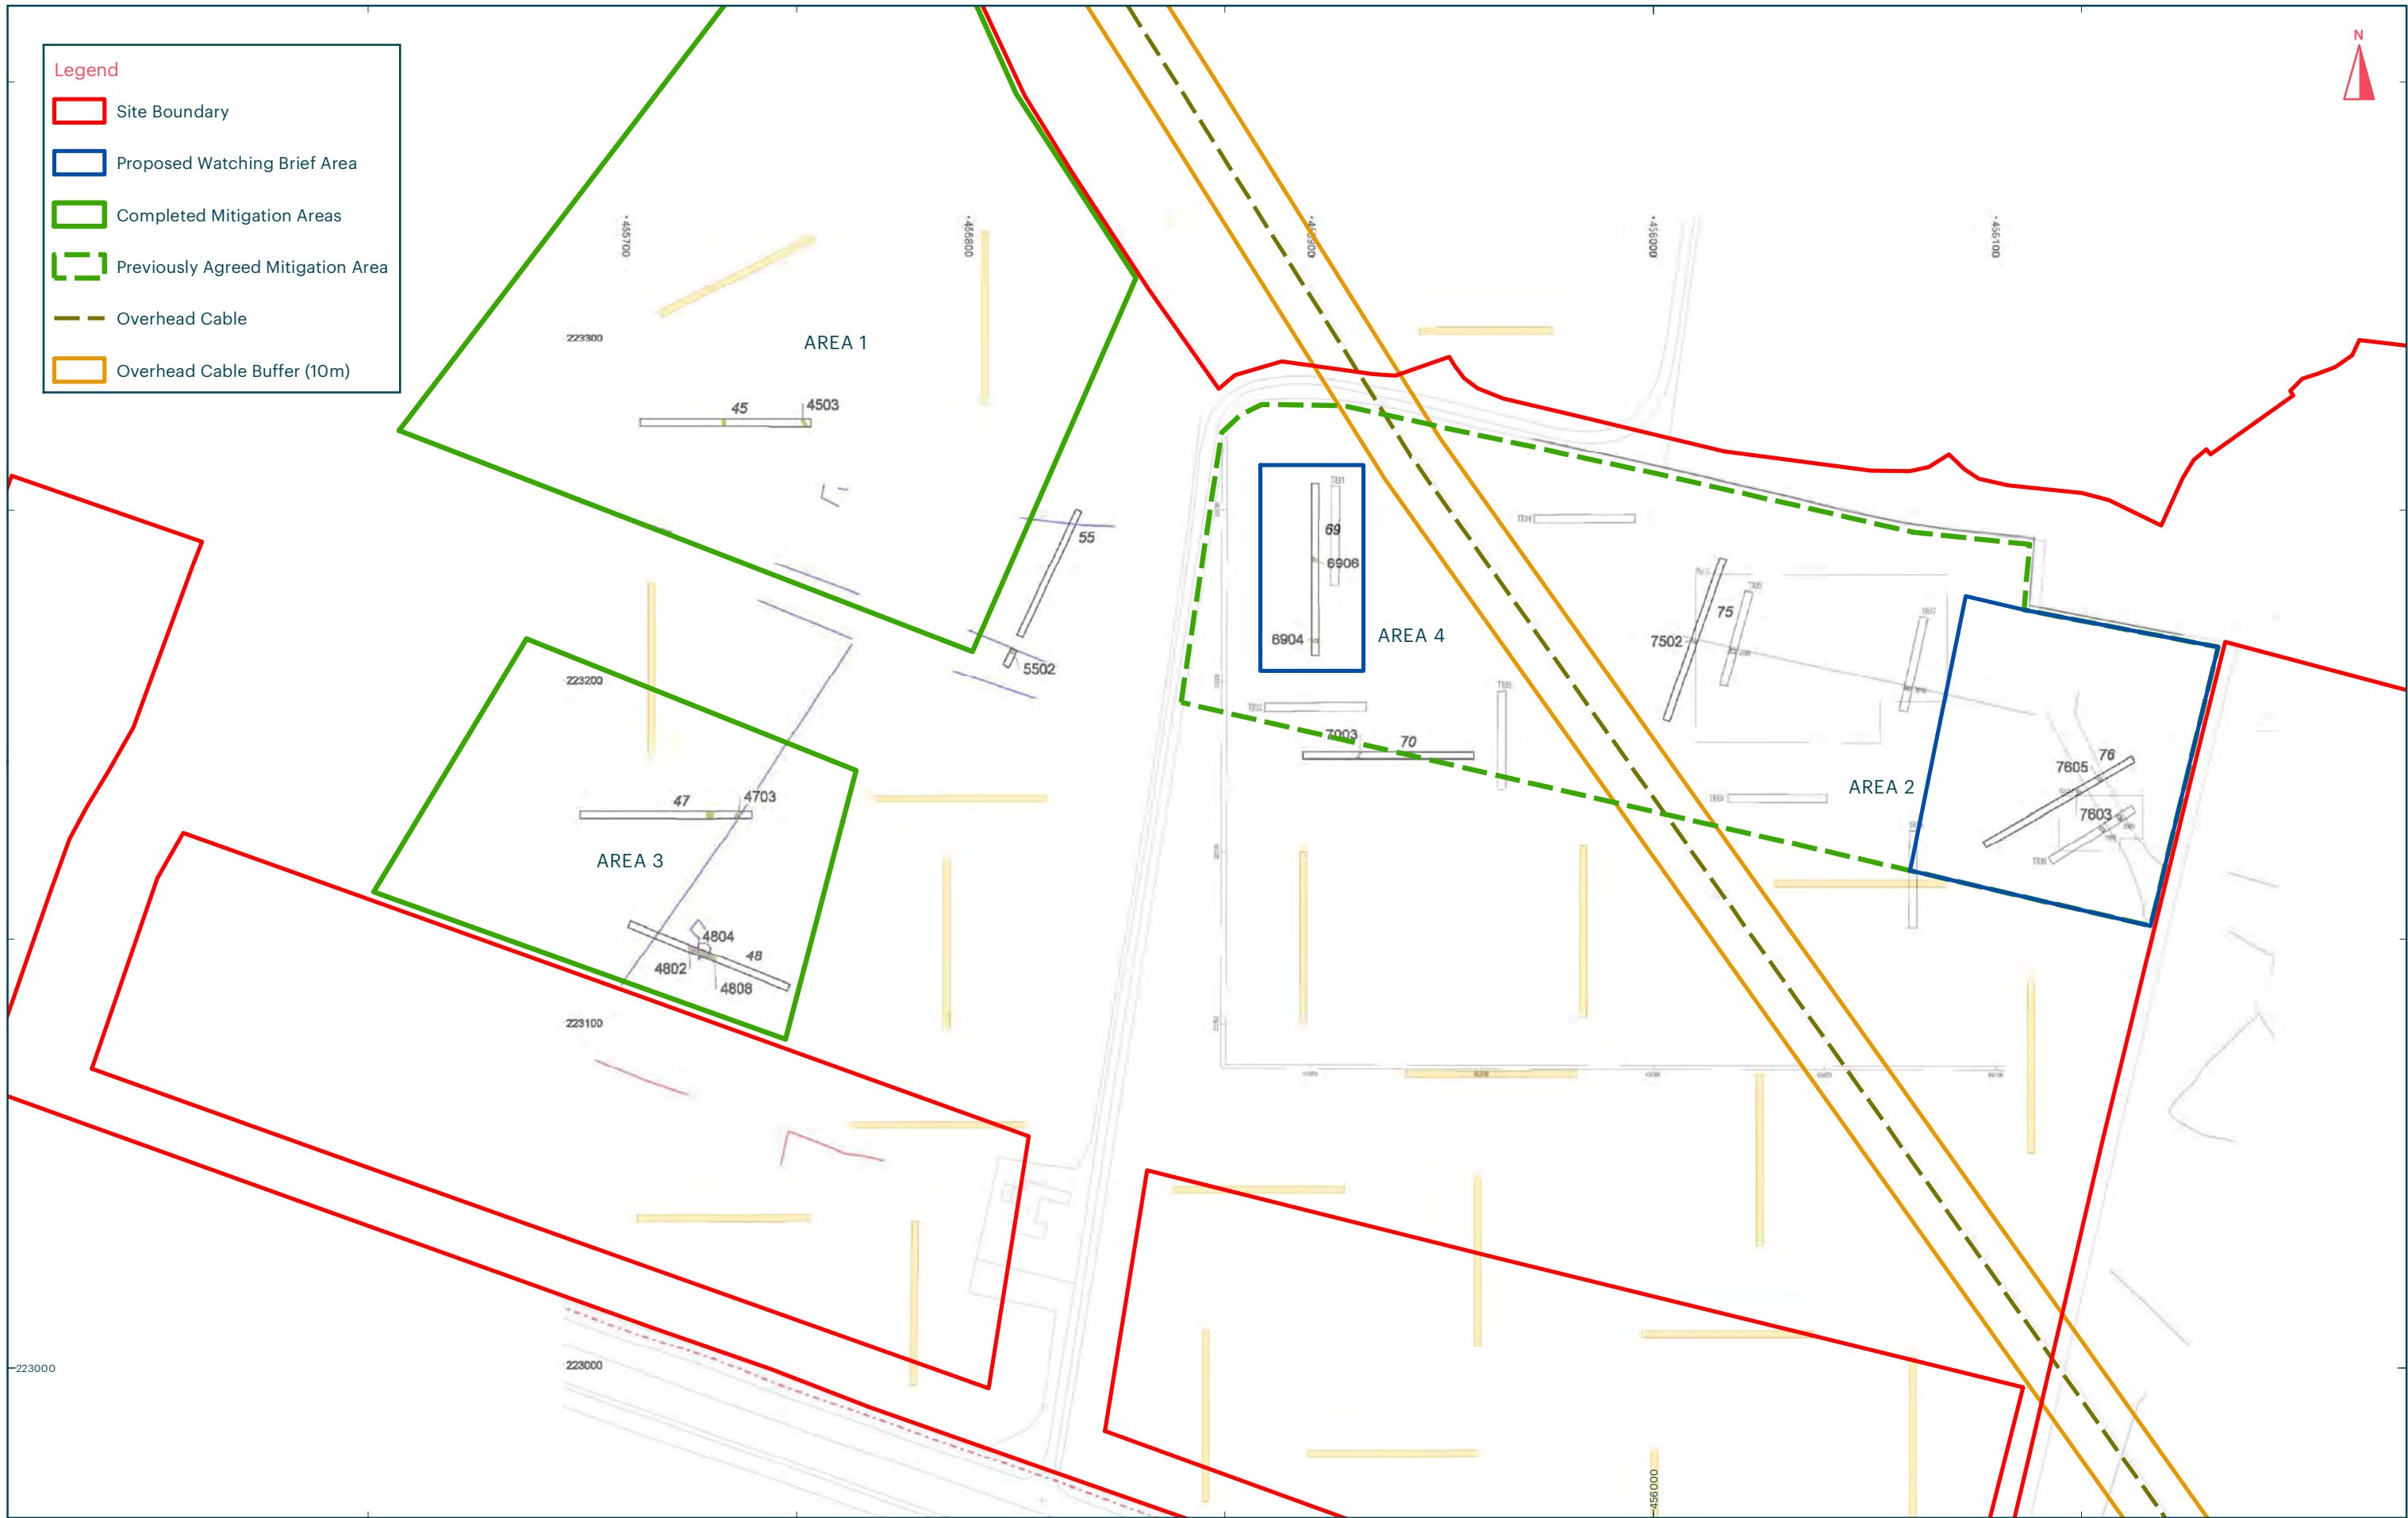 Legend
Site Boundary
Proposed Watching Brief Area
Completed Mitigation Areas
Previously Agreed Mitigation Area
Overhead Cable
Overhead Cable Buffer (10m)
N
455700
455800
456000
456100
223300
AREA 1
45
4503
55
5502
69
6906
6904
AREA 4
75
7502
223200
7003
70
AREA 2
76
7605
7603
47
4703
AREA 3
4804
4802
48
4808
223100
223000
223000
456000